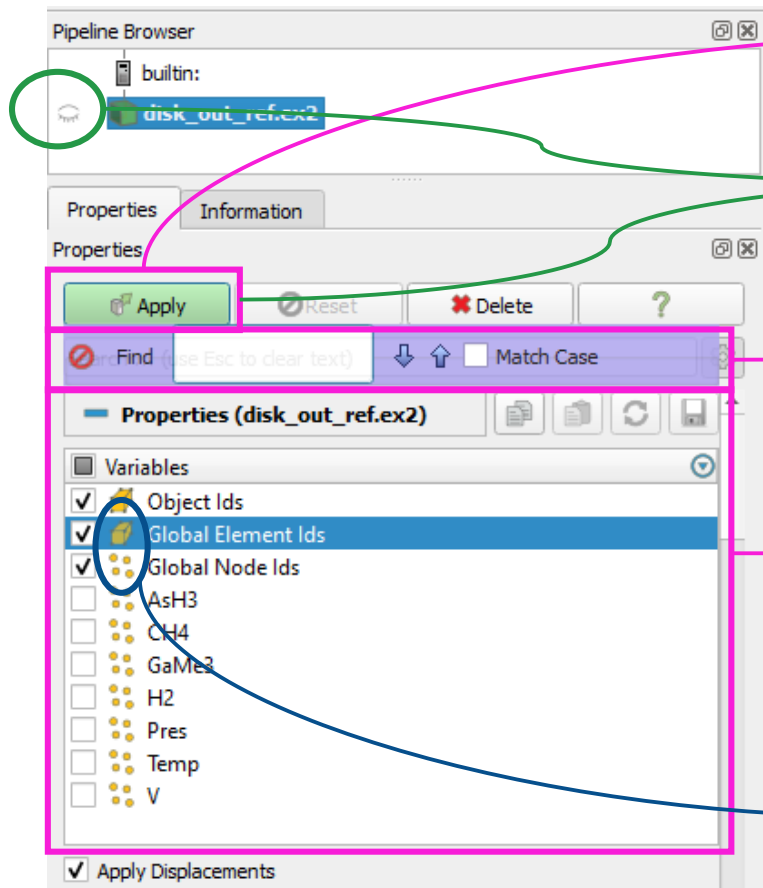 Pipeline Browser
builtin:
disk_out_ref.ex2
Properties Information
Properties
Apply Reset Delete ?
Find (use Esc to clear text) Match Case
Properties (disk_out_ref.ex2)
Variables
Object Ids
Global Element Ids
Global Node Ids
AsH3
CH4
GaMe3
H2
Pres
Temp
V
Apply Displacements